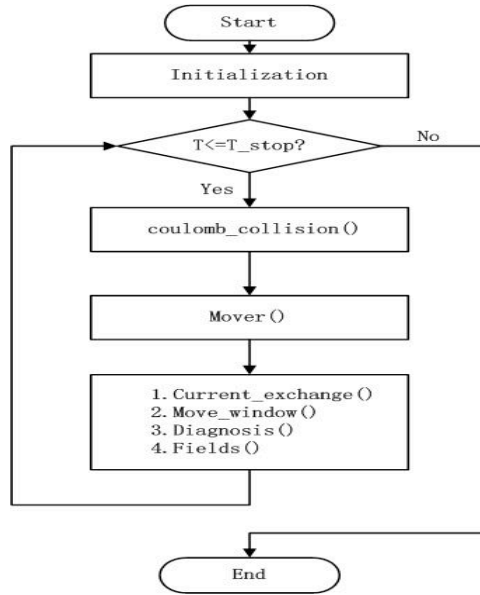 Start
Initialization
T<=T_stop?
No
Yes
coulomb_collision()
Mover()
1.Current_exchange()
2.Move_window()
3.Diagnosis()
4.Fields()
End